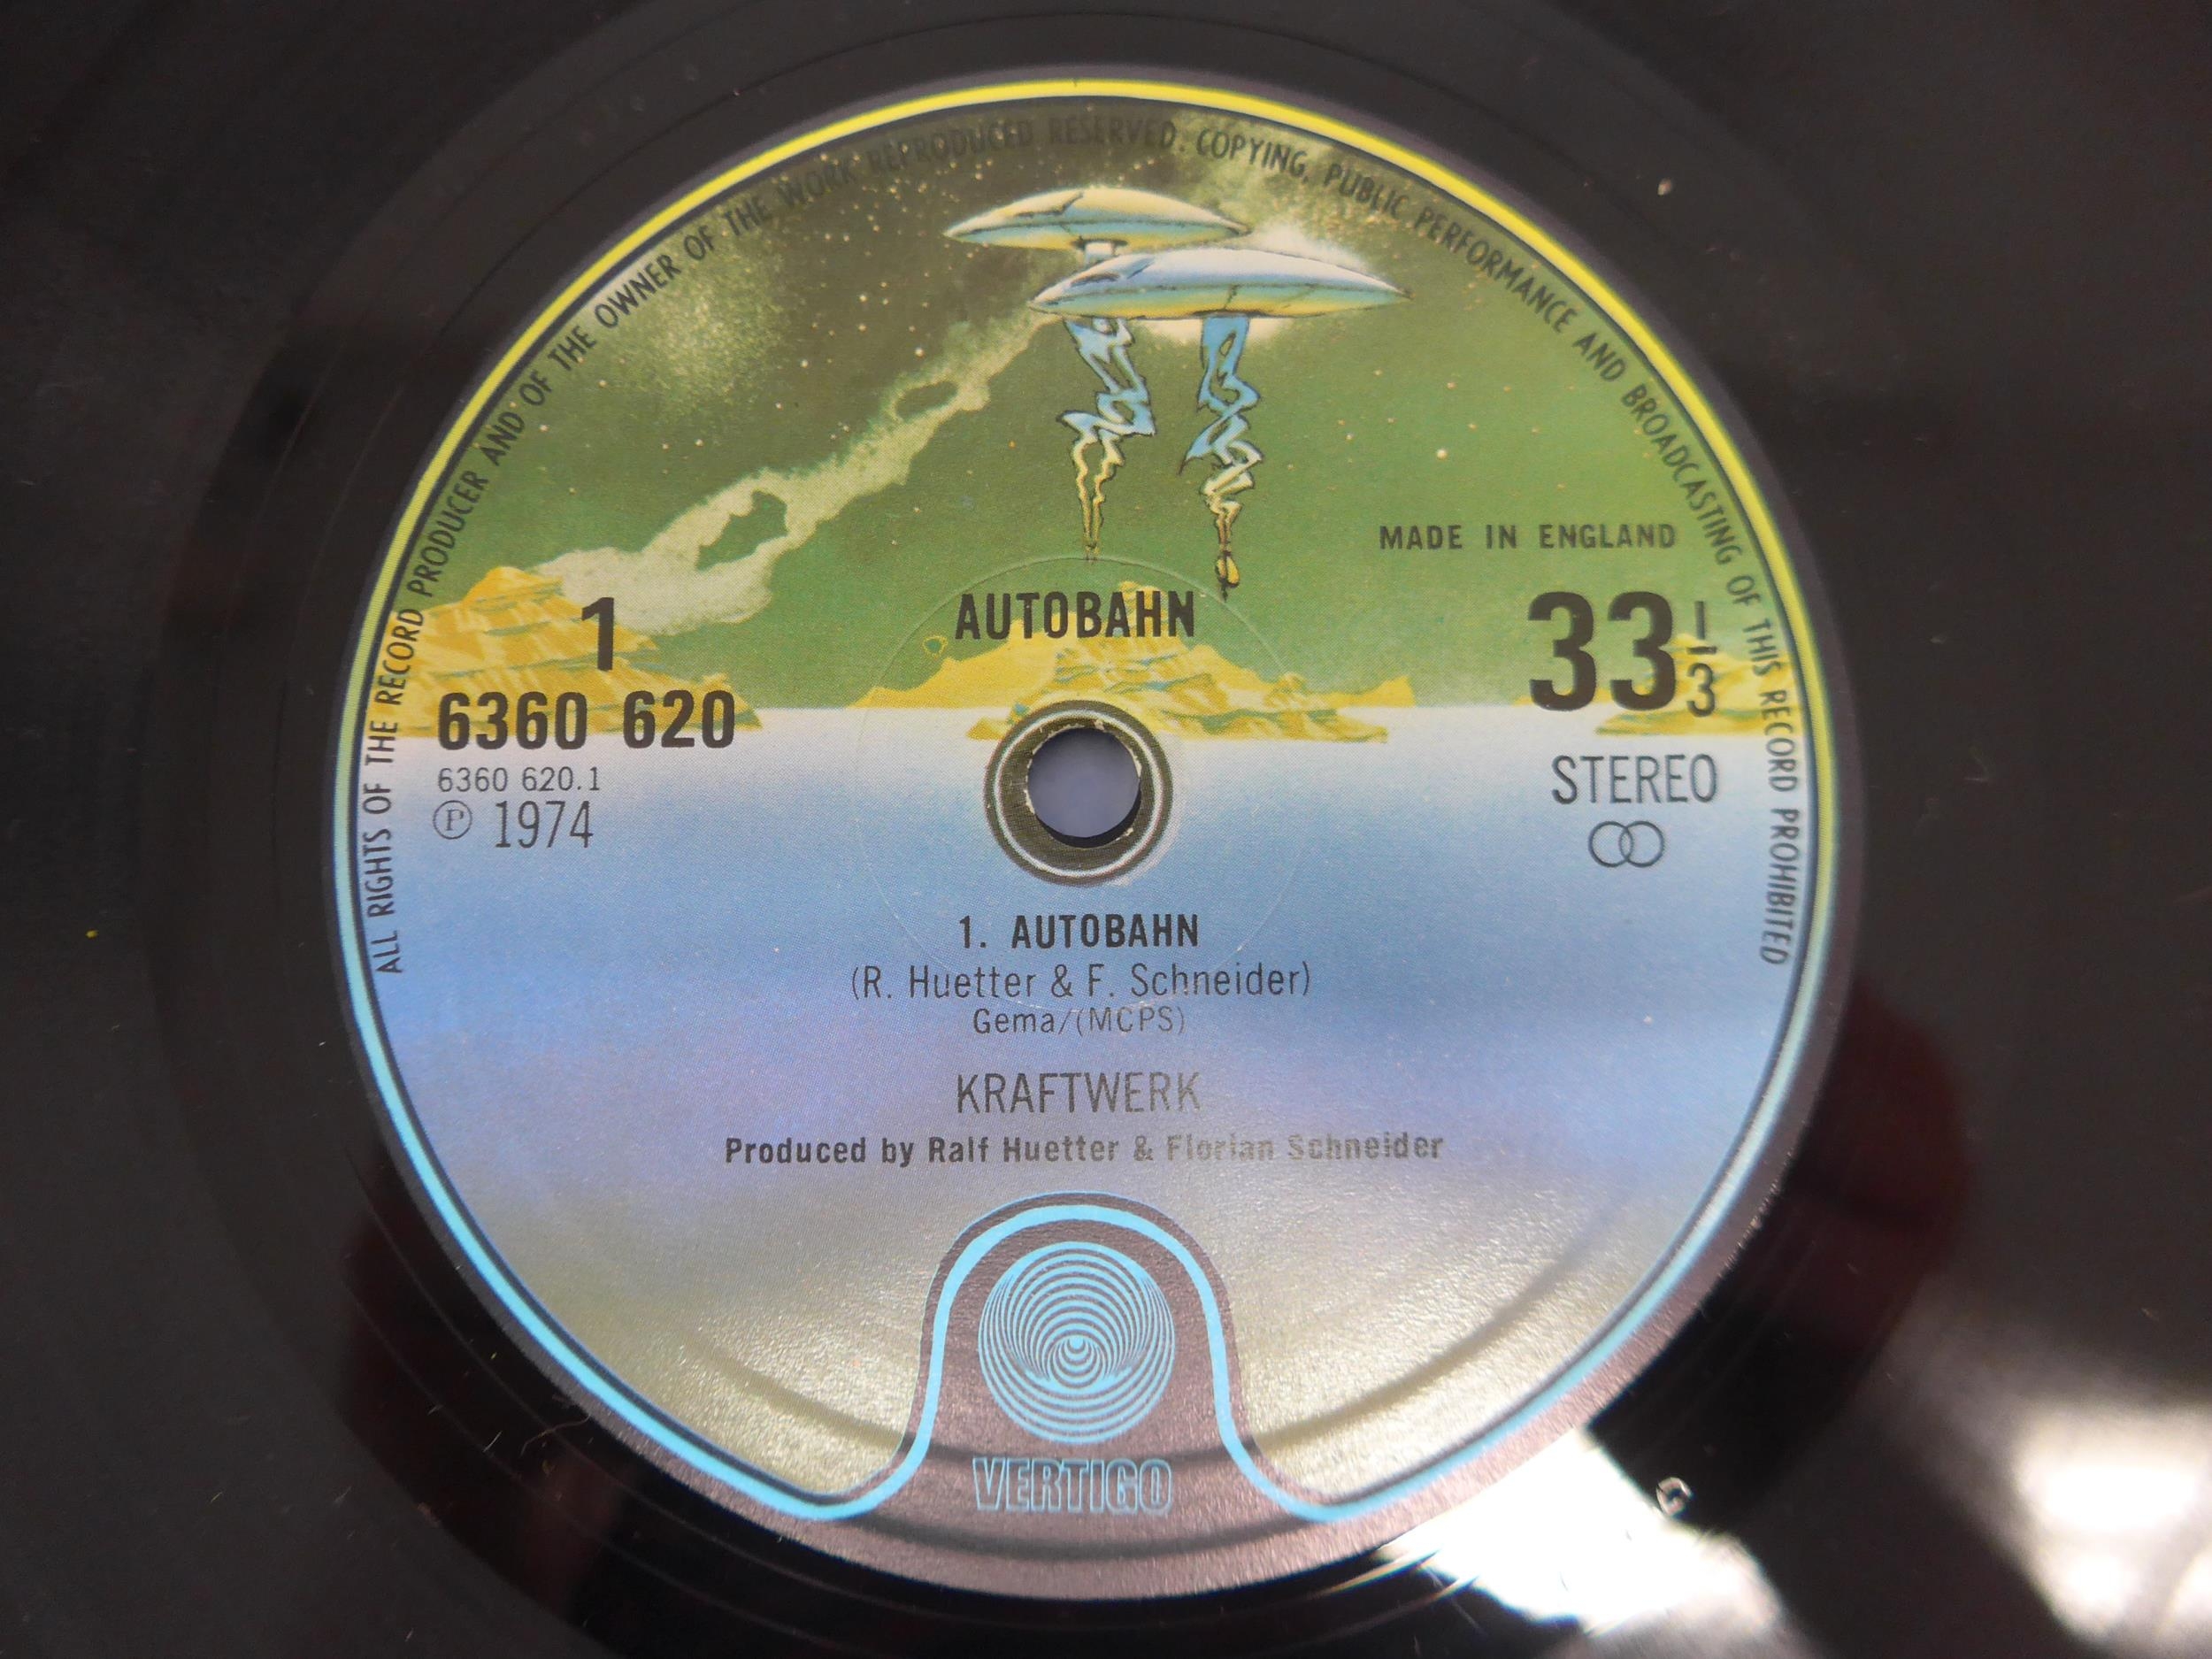 ALL RIGHTS OF THE RECORD PRODUCER AND OF THE OWNER OF THE WORK REPRODUCED RESERVED. COPYING, PUBLIC PERFORMANCE AND BROADCASTING OF THIS RECORD PROHIBITED
MADE IN ENGLAND
AUTOBAHN
1
6360 620
6360 620.1
Ⓟ 1974
33 1/3
STEREO
1. AUTOBAHN
(R. Huetter & F. Schneider)
Gema/(MCPS)
KRAFTWERK
Produced by Ralf Huetter & Florian Schneider
VERTIGO